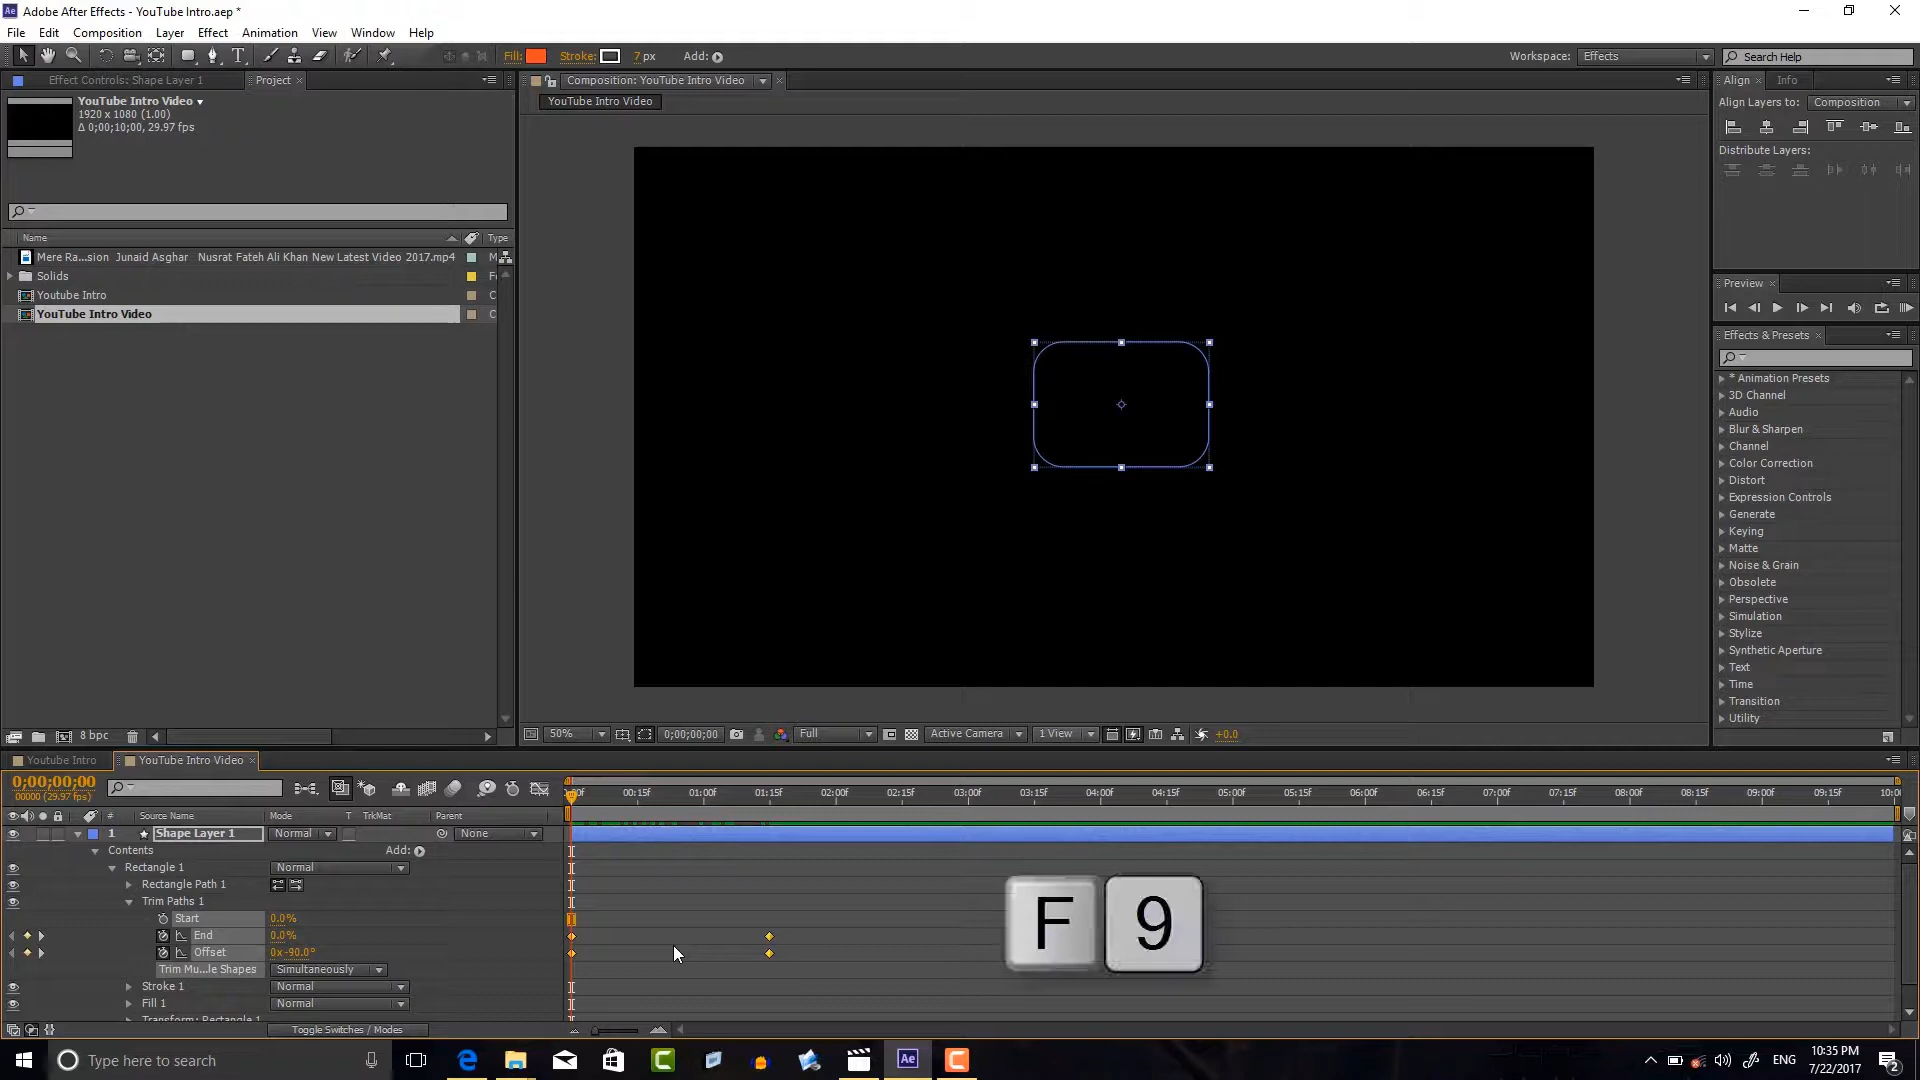 Ae Adobe After Effects - YouTube Intro.aep *
File Edit Composition Layer Effect Animation View Window Help
Fill: Stroke: 7 px Add: Workspace: Effects Search Help
Effect Controls: Shape Layer 1 Project Composition: YouTube Intro Video Align Info
YouTube Intro Video
1920 x 1080 (1.00)
Δ 0;00;10;00, 29.97 fps
YouTube Intro Video
Align Layers to: Composition
Distribute Layers:
Name Type
Mere Ra...sion Junaid Asghar Nusrat Fateh Ali Khan New Latest Video 2017.mp4 M
Solids F
Youtube Intro C
YouTube Intro Video C
Preview
Effects & Presets
* Animation Presets
3D Channel
Audio
Blur & Sharpen
Channel
Color Correction
Distort
Expression Controls
Generate
Keying
Matte
Noise & Grain
Obsolete
Perspective
Simulation
Stylize
Synthetic Aperture
Text
Time
Transition
Utility
8 bpc
50% 0;00;00;00 Full Active Camera 1 View +0.0
Youtube Intro YouTube Intro Video
0;00;00;00
00000 (29.97 fps)
:00f 00:15f 01:00f 01:15f 02:00f 02:15f 03:00f 03:15f 04:00f 04:15f 05:00f 05:15f 06:00f 06:15f 07:00f 07:15f 08:00f 08:15f 09:00f 09:15f 10:00
# Source Name Mode T TrkMat Parent
1 Shape Layer 1 Normal None
Contents Add:
Rectangle 1 Normal
Rectangle Path 1
Trim Paths 1
Start 0.0%
End 0.0%
Offset 0x-90.0°
Trim Mu...le Shapes Simultaneously
Stroke 1 Normal
Fill 1 Normal
Transform: Rectangle 1
Toggle Switches / Modes
F 9
Type here to search
Ae
ENG
10:35 PM
7/22/2017
2